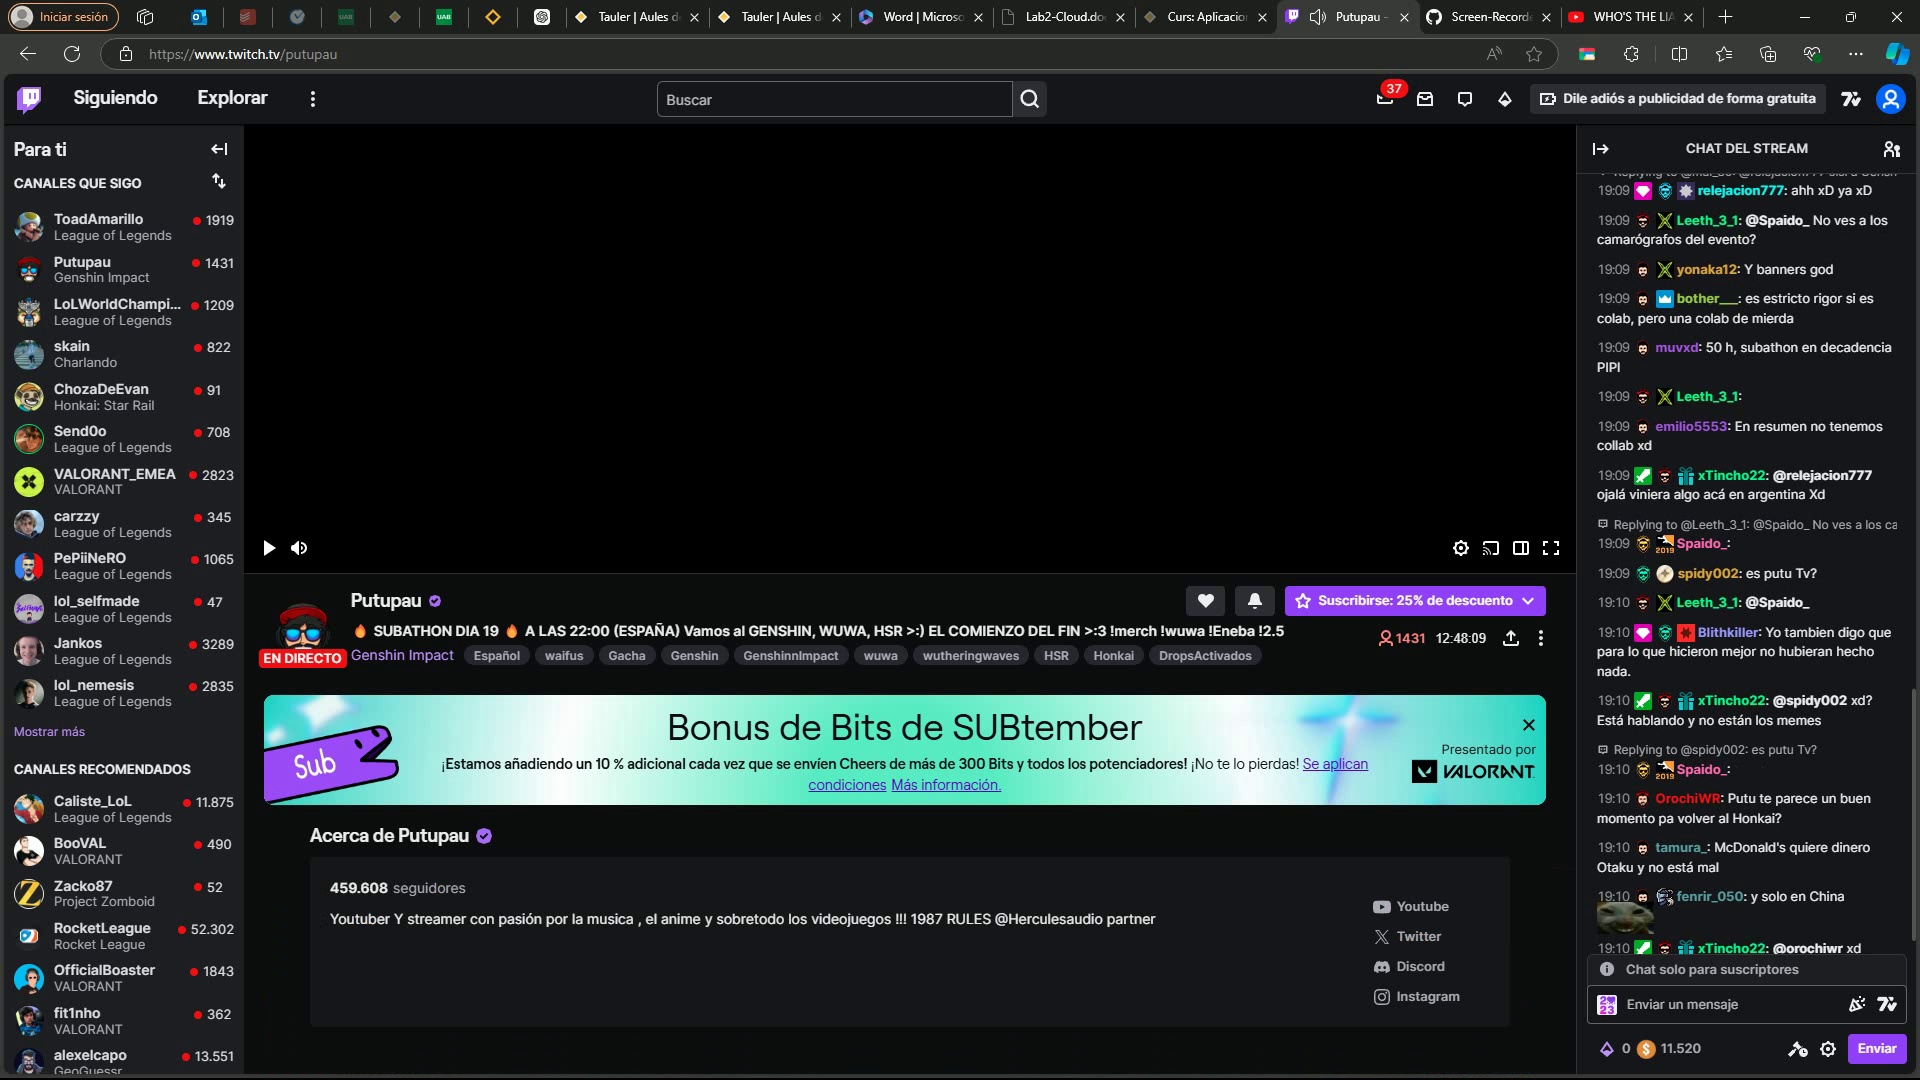 Iniciar sesión
Tauler | Aules d
Tauler | Aules d
Word | Microso
Lab2-Cloud.do
Curs: Aplicacio
Putupau -
Screen-Record
WHO'S THE LIA
https://www.twitch.tv/putupau
Siguiendo
Explorar
Buscar
37
Dile adiós a publicidad de forma gratuita
Para ti
CANALES QUE SIGO
ToadAmarillo 1919
League of Legends
Putupau 1431
Genshin Impact
LoLWorldChampi... 1209
League of Legends
skain 822
Charlando
ChozaDeEvan 91
Honkai: Star Rail
Send0o 708
League of Legends
VALORANT_EMEA 2823
VALORANT
carzzy 345
League of Legends
PePiiNeRO 1065
League of Legends
lol_selfmade 47
League of Legends
Jankos 3289
League of Legends
lol_nemesis 2835
League of Legends
Mostrar más
CANALES RECOMENDADOS
Caliste_LoL 11.875
League of Legends
BooVAL 490
VALORANT
Zacko87 52
Project Zomboid
RocketLeague 52.302
Rocket League
OfficialBoaster 1843
VALORANT
fit1nho 362
VALORANT
alexelcapo 13.551
GeoGuessr
Putupau
Suscribirse: 25% de descuento
SUBATHON DIA 19 🔥 A LAS 22:00 (ESPAÑA) Vamos al GENSHIN, WUWA, HSR >:) EL COMIENZO DEL FIN >:3 !merch !wuwa !Eneba !2.5
1431 12:48:09
EN DIRECTO
Genshin Impact Español waifus Gacha Genshin GenshinnImpact wuwa wutheringwaves HSR Honkai DropsActivados
Sub
Bonus de Bits de SUBtember
¡Estamos añadiendo un 10 % adicional cada vez que se envíen Cheers de más de 300 Bits y todos los potenciadores! ¡No te lo pierdas! Se aplican
condiciones Más información.
Presentado por
VALORANT
Acerca de Putupau
459.608 seguidores
Youtuber Y streamer con pasión por la musica , el anime y sobretodo los videojuegos !!! 1987 RULES @Herculesaudio partner
Youtube
Twitter
Discord
Instagram
CHAT DEL STREAM
19:09 relejacion777: ahh xD ya xD
19:09 Leeth_3_1: @Spaido_ No ves a los
camarógrafos del evento?
19:09 yonaka12: Y banners god
19:09 bother___: es estricto rigor si es
colab, pero una colab de mierda
19:09 muvxd: 50 h, subathon en decadencia
PIPI
19:09 Leeth_3_1:
19:09 emilio5553: En resumen no tenemos
collab xd
19:09 xTincho22: @relejacion777
ojalá viniera algo acá en argentina Xd
Replying to @Leeth_3_1: @Spaido_ No ves a los ca
19:09 2019 Spaido_:
19:09 spidy002: es putu Tv?
19:10 Leeth_3_1: @Spaido_
19:10 Blithkiller: Yo tambien digo que
para lo que hicieron mejor no hubieran hecho
nada.
19:10 xTincho22: @spidy002 xd?
Está hablando y no están los memes
Replying to @spidy002: es putu Tv?
19:10 2019 Spaido_:
19:10 OrochiWR: Putu te parece un buen
momento pa volver al Honkai?
19:10 tamura_: McDonald's quiere dinero
Otaku y no está mal
19:10 fenrir_050: y solo en China
19:10 xTincho22: @orochiwr xd
Chat solo para suscriptores
Enviar un mensaje
0 11.520
Enviar